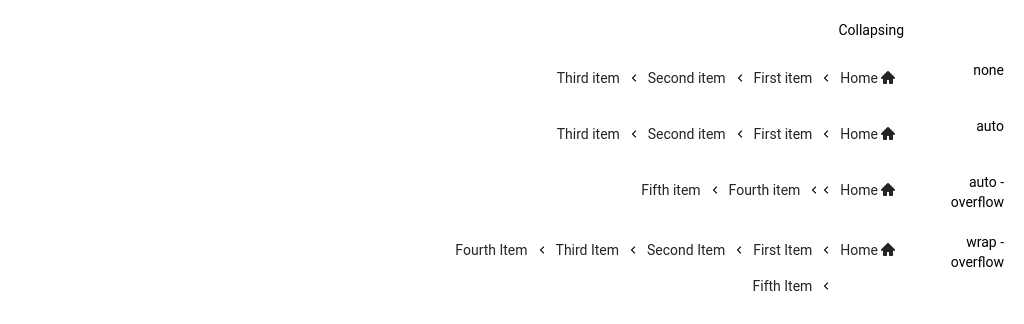 Collapsing
none
Third item ‹ Second item ‹ First item ‹ Home
auto
Third item ‹ Second item ‹ First item ‹ Home
auto -
overflow
Fifth item ‹ Fourth item ‹ ‹ Home
wrap -
overflow
Fourth Item ‹ Third Item ‹ Second Item ‹ First Item ‹ Home
Fifth Item ‹